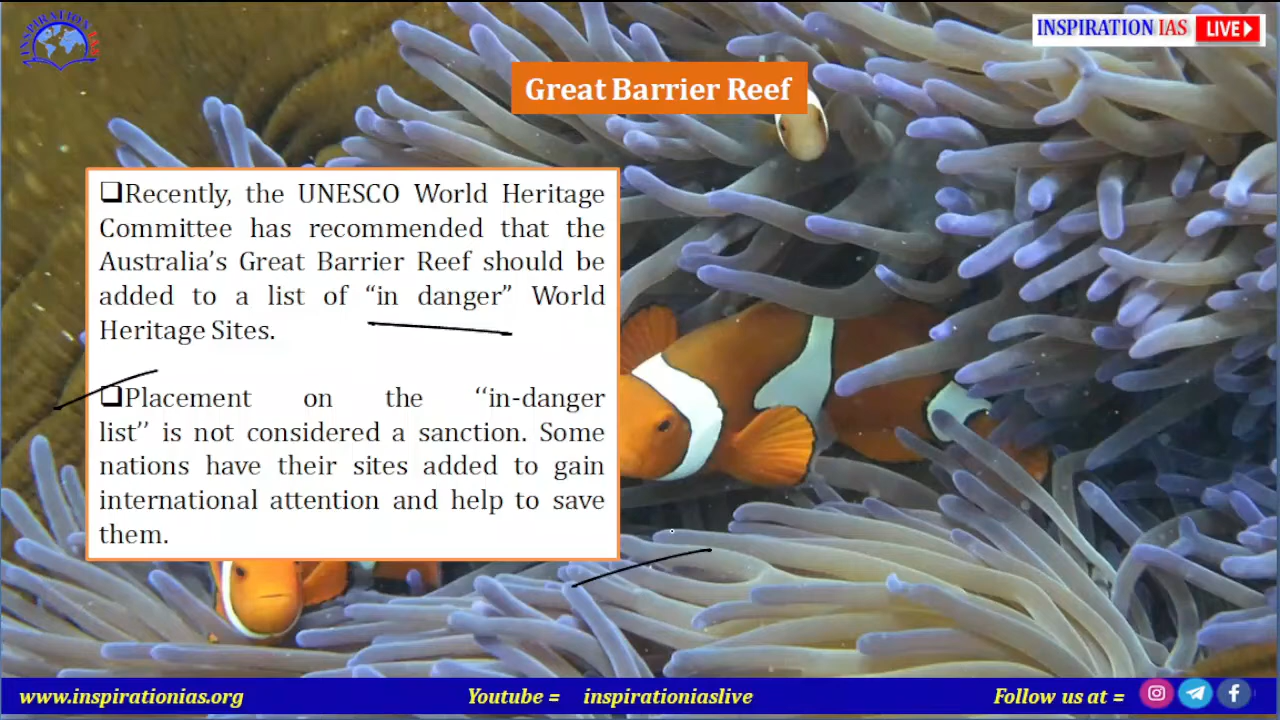 INSPIRATION IAS
INSPIRATION IAS LIVE
Great Barrier Reef
❑Recently, the UNESCO World Heritage
Committee has recommended that the
Australia’s Great Barrier Reef should be
added to a list of “in danger” World
Heritage Sites.
❑Placement on the ‘‘in-danger
list’’ is not considered a sanction. Some
nations have their sites added to gain
international attention and help to save
them.
www.inspirationias.org
Youtube = inspirationiaslive
Follow us at =